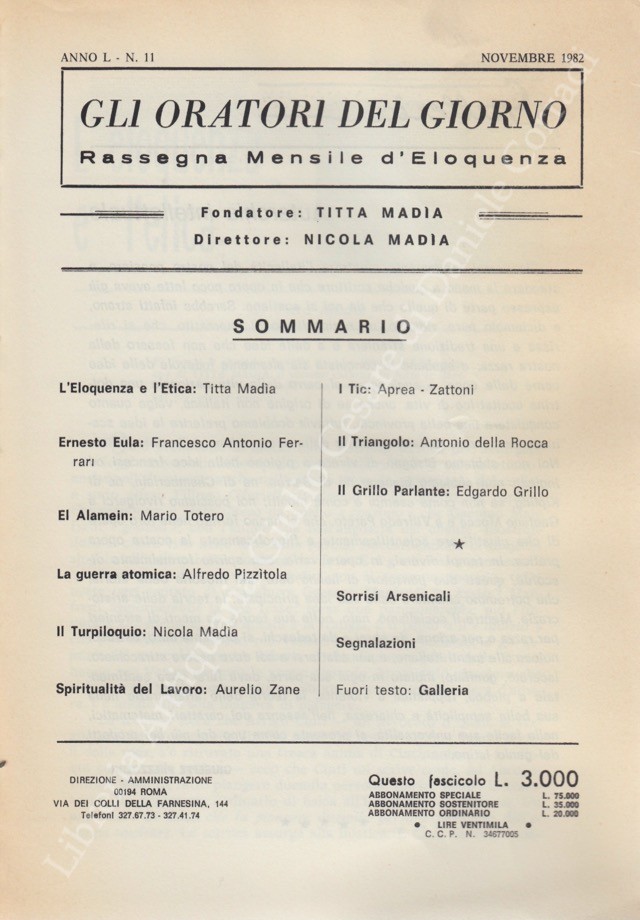 ANNO L - N. 11
NOVEMBRE 1982
GLI ORATORI DEL GIORNO
Rassegna Mensile d'Eloquenza
Fondatore: TITTA MADÌA
Direttore: NICOLA MADÌA
SOMMARIO
L'Eloquenza e l'Etica: Titta Madìa
Ernesto Eula: Francesco Antonio Fer-
rari
El Alamein: Mario Totero
La guerra atomica: Alfredo Pizzìtola
Il Turpiloquio: Nicola Madìa
Spiritualità del Lavoro: Aurelio Zane
I Tic: Aprea - Zattoni
Il Triangolo: Antonio della Rocca
Il Grillo Parlante: Edgardo Grillo
★
Sorrisi Arsenicali
Segnalazioni
Fuori testo: Galleria
DIREZIONE - AMMINISTRAZIONE
00194 ROMA
VIA DEI COLLI DELLA FARNESINA, 144
Telefoni 327.67.73 - 327.41.74
Questo fascicolo L. 3.000
ABBONAMENTO SPECIALE L. 75.000
ABBONAMENTO SOSTENITORE L. 35.000
ABBONAMENTO ORDINARIO L. 20.000
• LIRE VENTIMILA •
C. C. P. N. 34677005